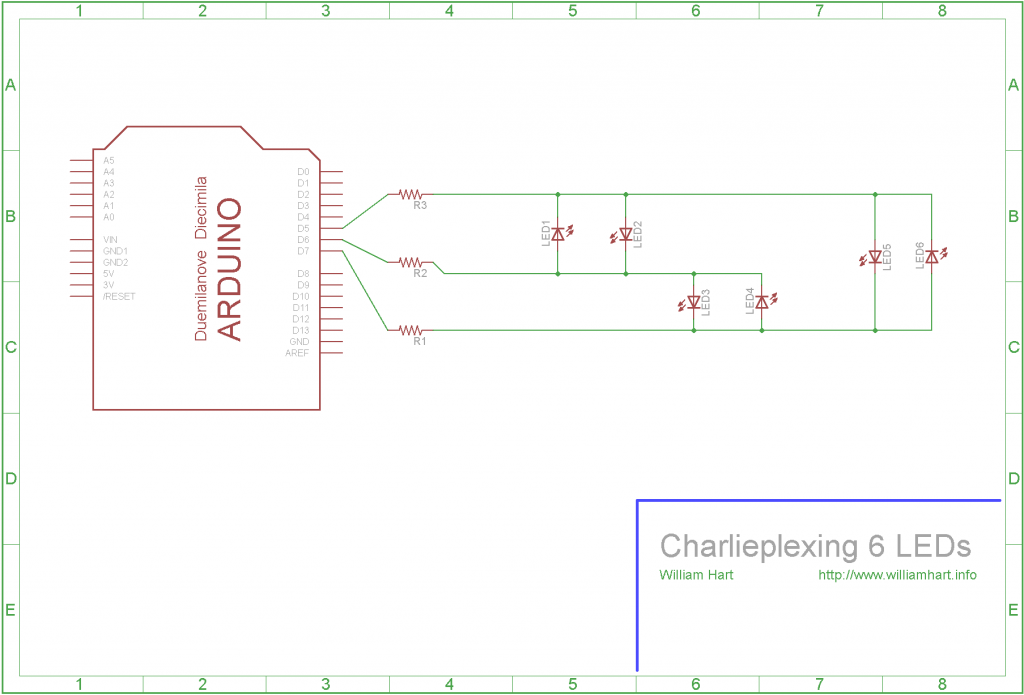 1 2 3 4 5 6 7 8
A A
A5
A4
A3
A2
A1
A0
VIN
GND1
GND2
5V
3V
/RESET
Duemilanove Diecimila
ARDUINO
D0
D1
D2
D3
D4
D5
D6
D7
D8
D9
D10
D11
D12
D13
GND
AREF
R3
R2
R1
LED1
LED2
LED3
LED4
LED5
LED6
B B
C C
D D
Charlieplexing 6 LEDs
William Hart http://www.williamhart.info
E E
1 2 3 4 5 6 7 8